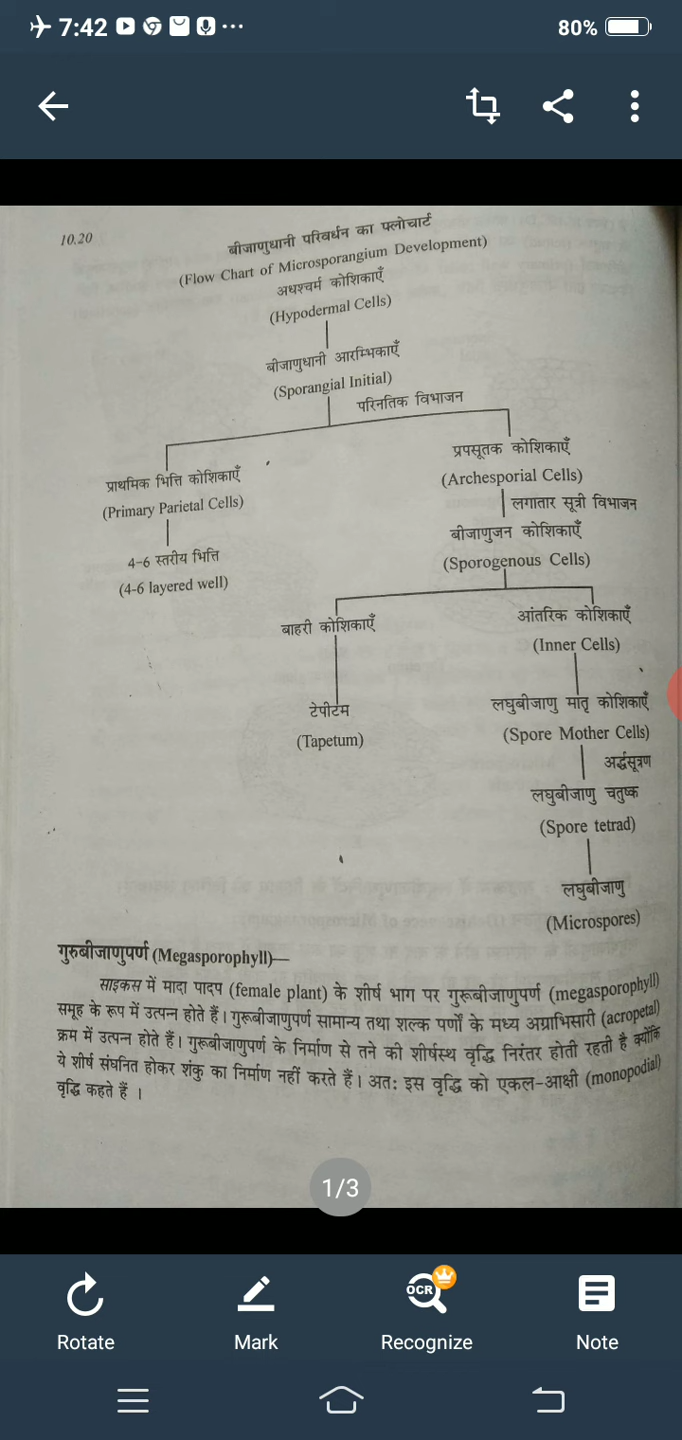 7:42
80%
10.20
बीजाणुधानी परिवर्धन का फ्लोचार्ट
(Flow Chart of Microsporangium Development)
अधश्चर्म कोशिकाएँ
(Hypodermal Cells)
बीजाणुधानी आरम्भिकाएँ
(Sporangial Initial)
परिनतिक विभाजन
प्राथमिक भित्ति कोशिकाएँ
(Primary Parietal Cells)
4-6 स्तरीय भित्ति
(4-6 layered well)
प्रपसूतक कोशिकाएँ
(Archesporial Cells)
लगातार सूत्री विभाजन
बीजाणुजन कोशिकाएँ
(Sporogenous Cells)
बाहरी कोशिकाएँ
टेपीटम
(Tapetum)
आंतरिक कोशिकाएँ
(Inner Cells)
लघुबीजाणु मातृ कोशिकाएँ
(Spore Mother Cells)
अर्द्धसूत्रण
लघुबीजाणु चतुष्क
(Spore tetrad)
लघुबीजाणु
(Microspores)
गुरुबीजाणुपर्ण (Megasporophyll)—
साइकस में मादा पादप (female plant) के शीर्ष भाग पर गुरूबीजाणुपर्ण (megasporophyll)
समूह के रूप में उत्पन्न होते हैं। गुरूबीजाणुपर्ण सामान्य तथा शल्क पर्णों के मध्य अग्राभिसारी (acropetal)
क्रम में उत्पन्न होते हैं। गुरूबीजाणुपर्ण के निर्माण से तने की शीर्षस्थ वृद्धि निरंतर होती रहती है क्योंकि
ये शीर्ष संघनित होकर शंकु का निर्माण नहीं करते हैं। अतः इस वृद्धि को एकल-आक्षी (monopodial)
वृद्धि कहते हैं ।
1/3
OCR
Rotate
Mark
Recognize
Note